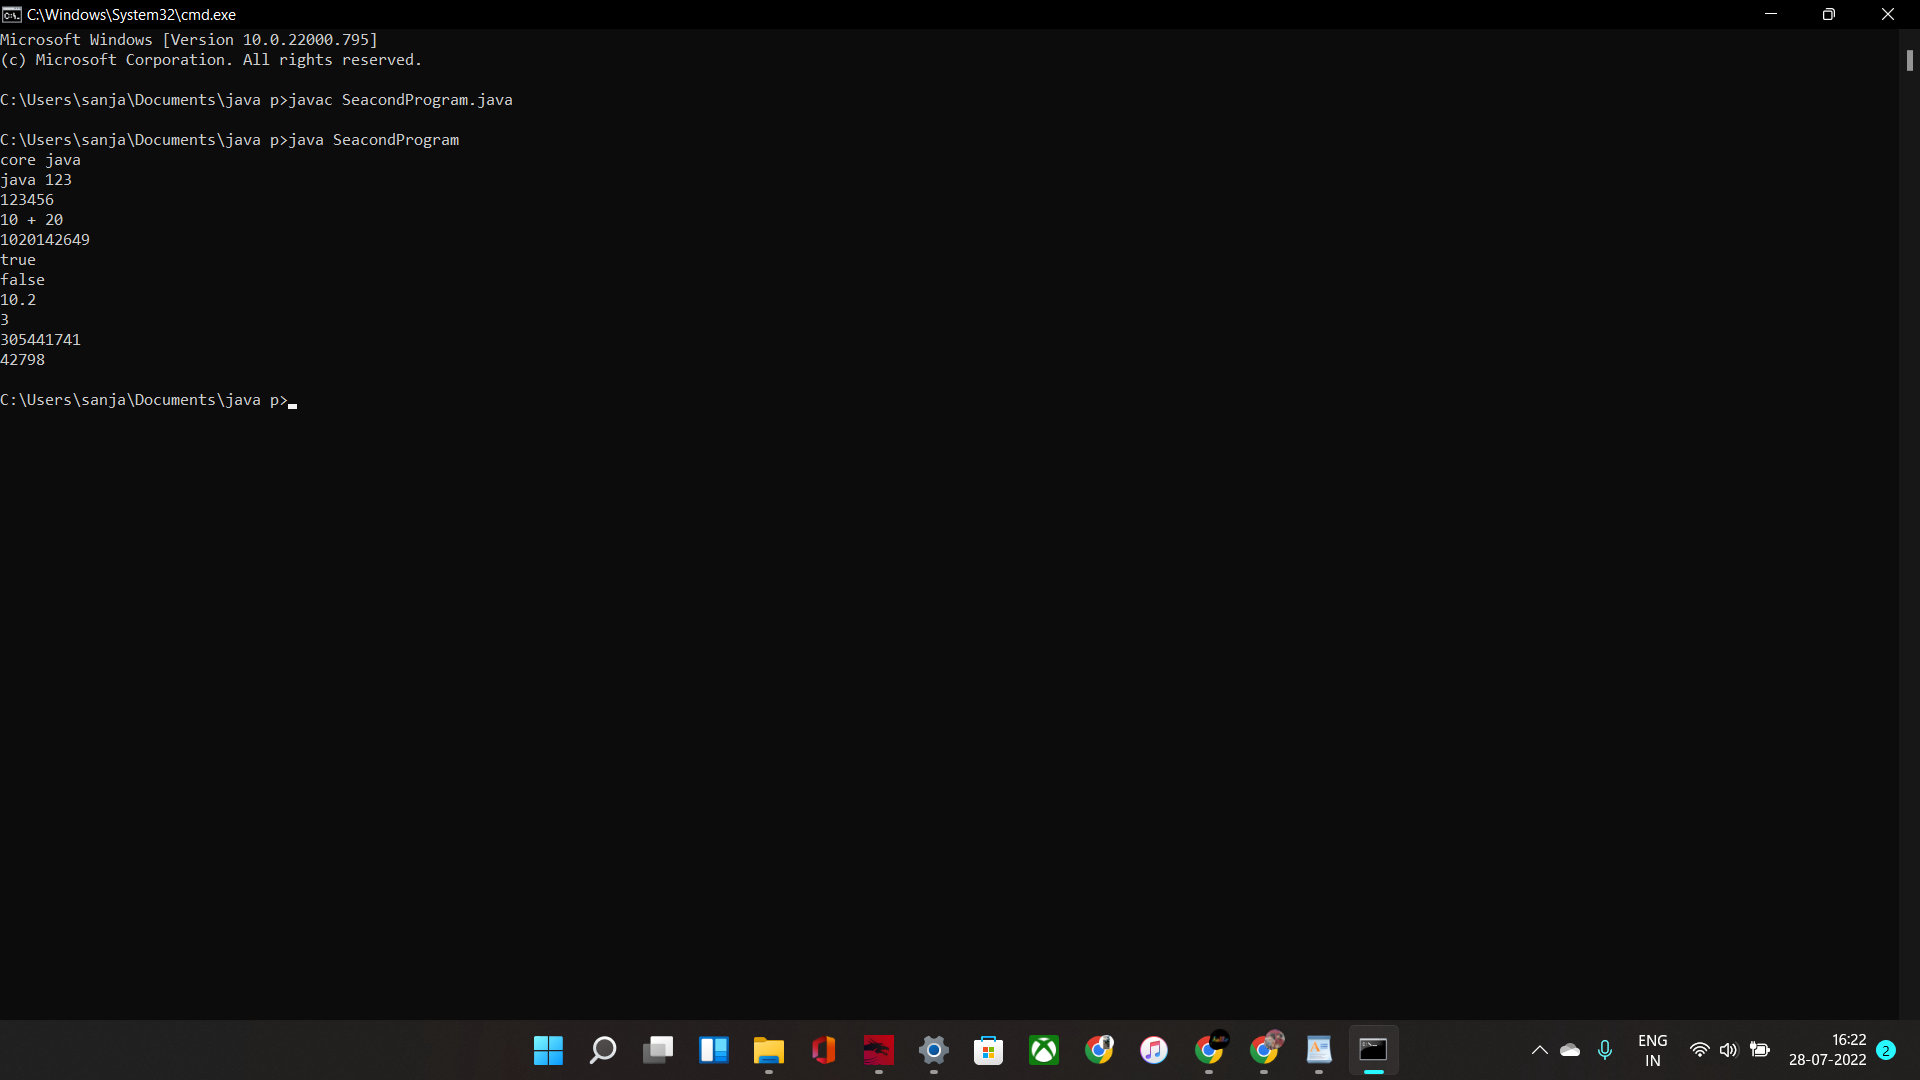 C:\Windows\System32\cmd.exe
Microsoft Windows [Version 10.0.22000.795]
(c) Microsoft Corporation. All rights reserved.
C:\Users\sanja\Documents\java p>javac SeacondProgram.java
C:\Users\sanja\Documents\java p>java SeacondProgram
core java
java 123
123456
10 + 20
1020142649
true
false
10.2
3
305441741
42798
C:\Users\sanja\Documents\java p>
ENG
IN
16:22
28-07-2022
2